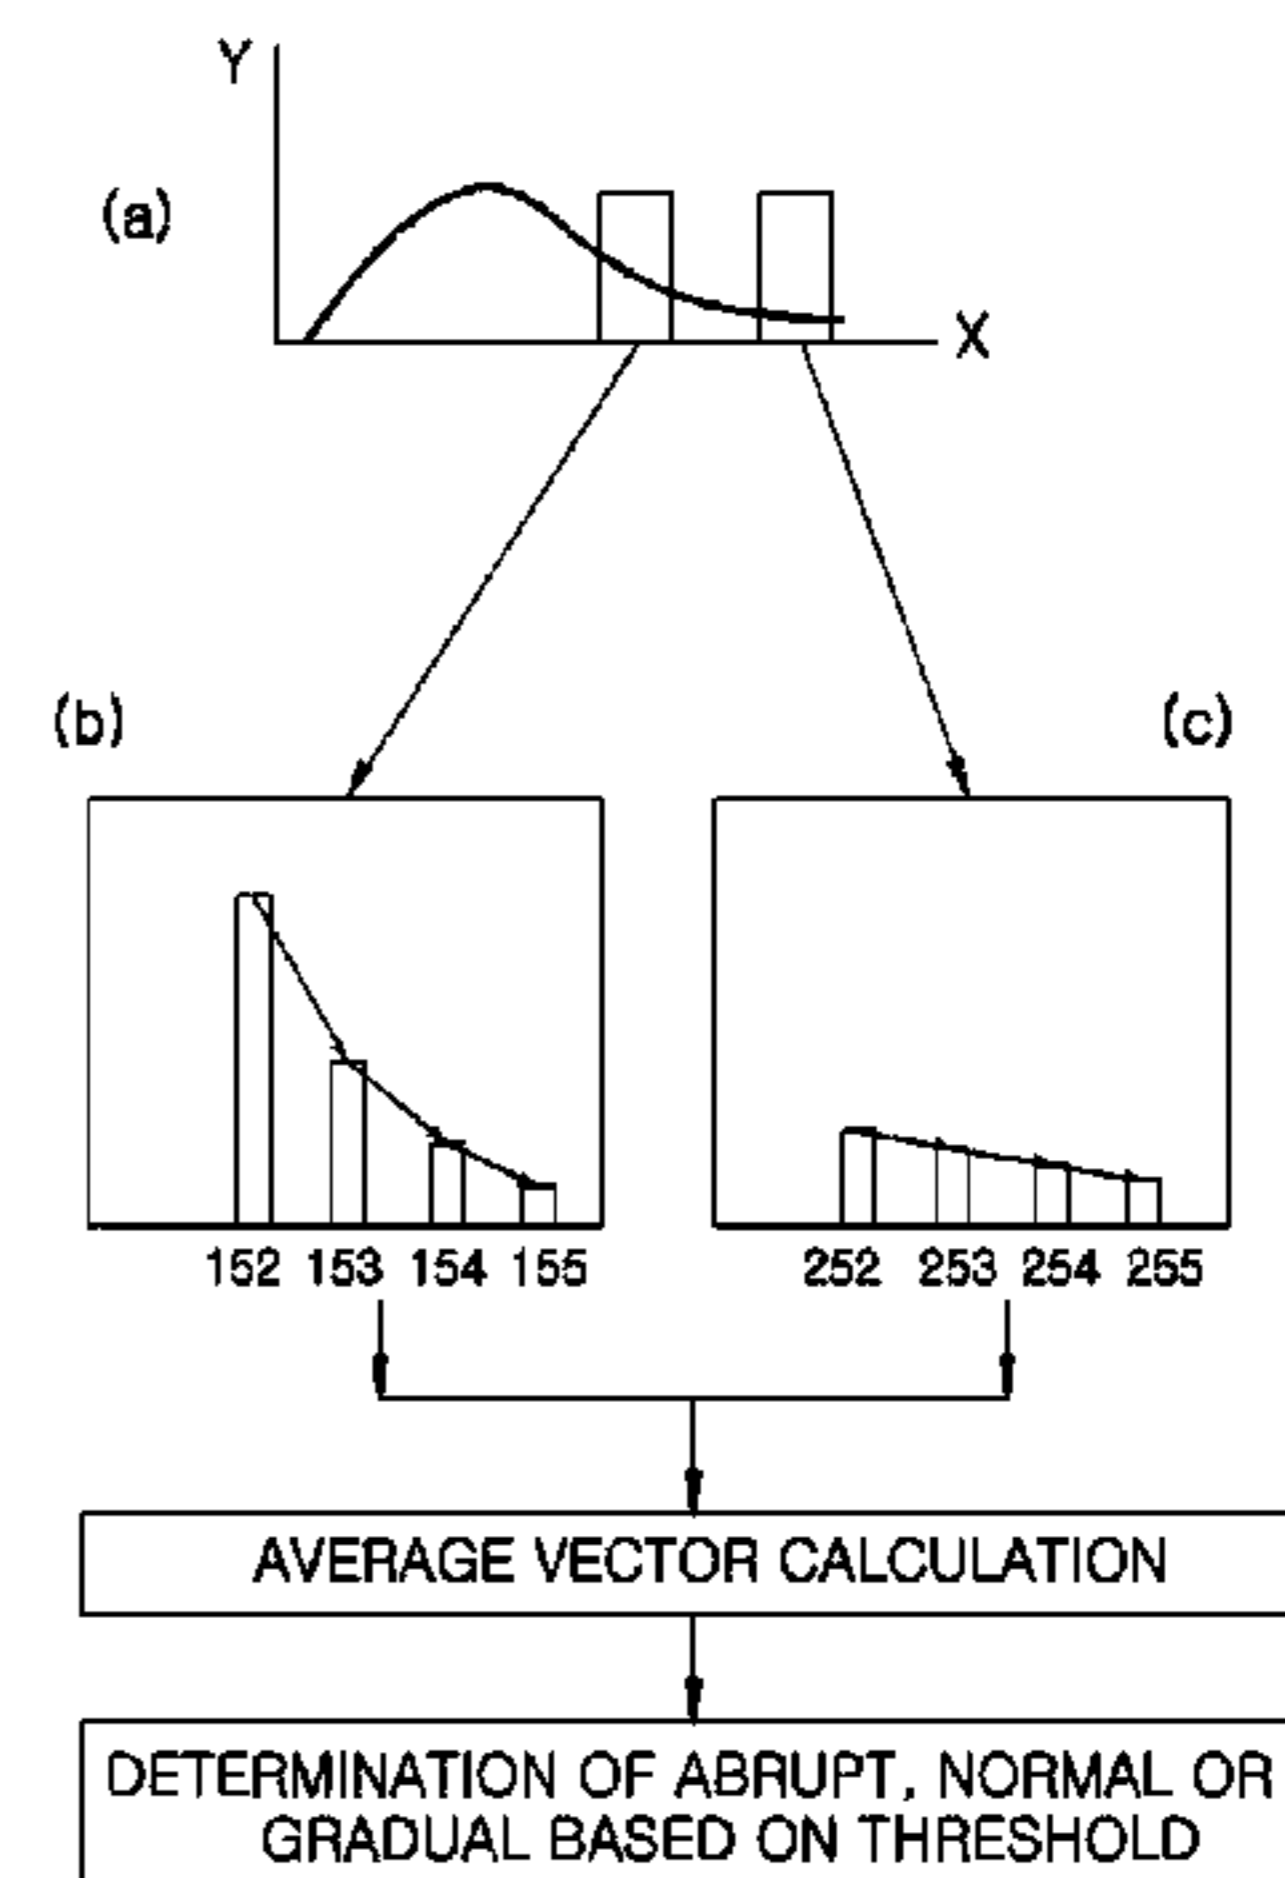 Y
(a)
X
(b)
(c)
152 153 154 155
252 253 254 255
AVERAGE VECTOR CALCULATION
DETERMINATION OF ABRUPT, NORMAL OR
GRADUAL BASED ON THRESHOLD